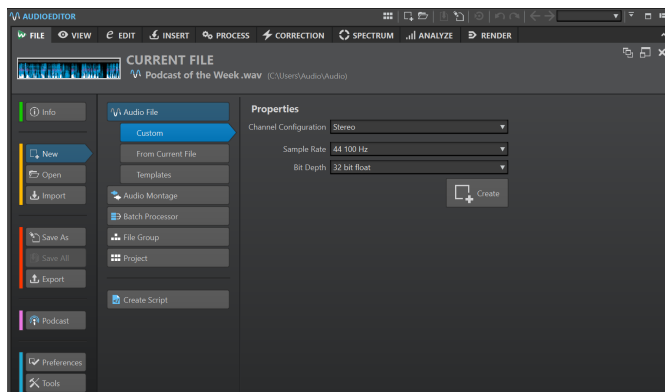 AUDIOEDITOR
FILE VIEW EDIT INSERT PROCESS CORRECTION SPECTRUM ANALYZE RENDER
CURRENT FILE
Podcast of the Week.wav (C:\Users\Audio\Audio)
Info
New
Open
Import
Save As
Save All
Export
Podcast
Preferences
Tools
Audio File
Custom
From Current File
Templates
Audio Montage
Batch Processor
File Group
Project
Create Script
Properties
Channel Configuration Stereo
Sample Rate 44 100 Hz
Bit Depth 32 bit float
Create